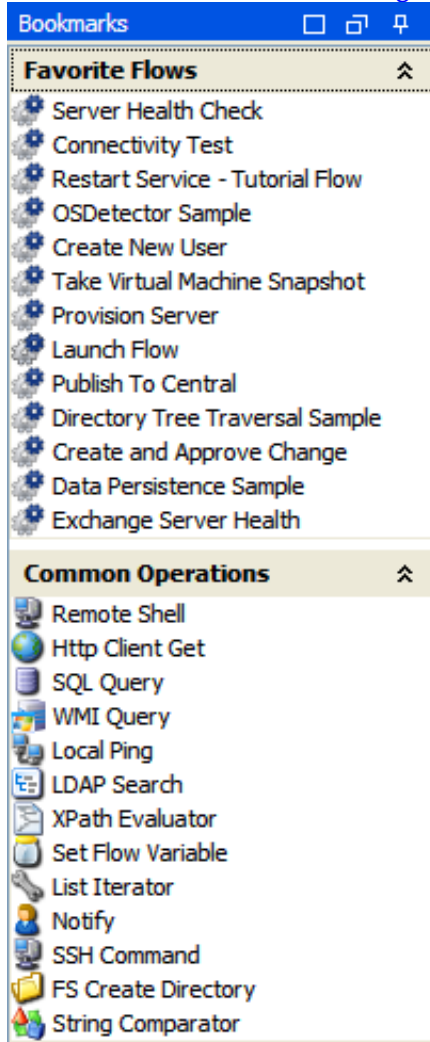 Bookmarks
Favorite Flows
Server Health Check
Connectivity Test
Restart Service - Tutorial Flow
OSDetector Sample
Create New User
Take Virtual Machine Snapshot
Provision Server
Launch Flow
Publish To Central
Directory Tree Traversal Sample
Create and Approve Change
Data Persistence Sample
Exchange Server Health
Common Operations
Remote Shell
Http Client Get
SQL Query
WMI Query
Local Ping
LDAP Search
XPath Evaluator
Set Flow Variable
List Iterator
Notify
SSH Command
FS Create Directory
String Comparator